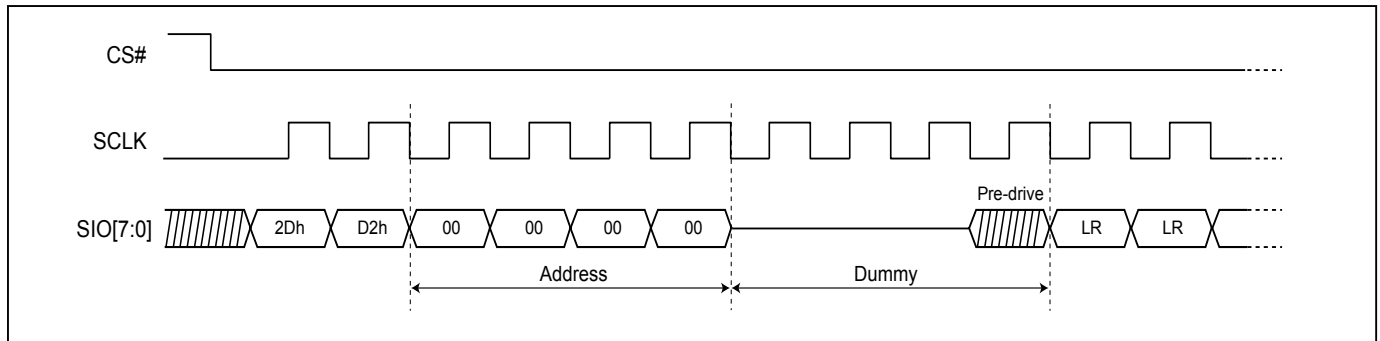 CS#
SCLK
Pre-drive
SIO[7:0] 2Dh D2h 00 00 00 00 LR LR
Address Dummy